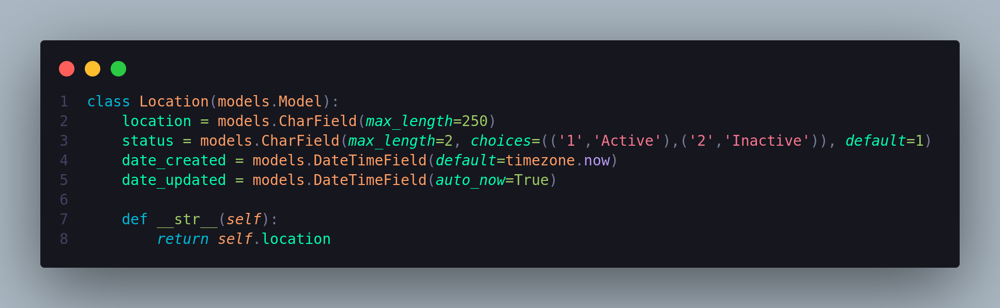 1 class Location(models.Model):
2     location = models.CharField(max_length=250)
3     status = models.CharField(max_length=2, choices=(('1','Active'),('2','Inactive')), default=1)
4     date_created = models.DateTimeField(default=timezone.now)
5     date_updated = models.DateTimeField(auto_now=True)
6
7     def __str__(self):
8         return self.location